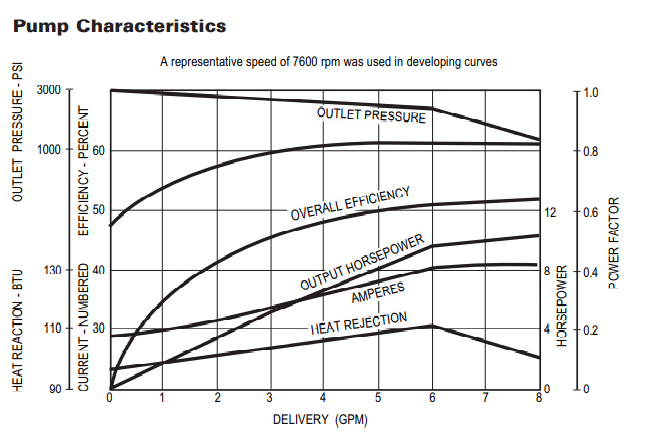 Pump Characteristics
A representative speed of 7600 rpm was used in developing curves
OUTLET PRESSURE - PSI
HEAT REACTION - BTU
3000
1000
130
110
90
EFFICIENCY - PERCENT
CURRENT - NUMBERED
60
50
40
30
OUTLET PRESSURE
OVERALL EFFICIENCY
OUTPUT HORSEPOWER
AMPERES
HEAT REJECTION
12
8
4
0
HORSEPOWER
1.0
0.8
0.6
0.4
0.2
0
POWER FACTOR
0 1 2 3 4 5 6 7 8
DELIVERY (GPM)